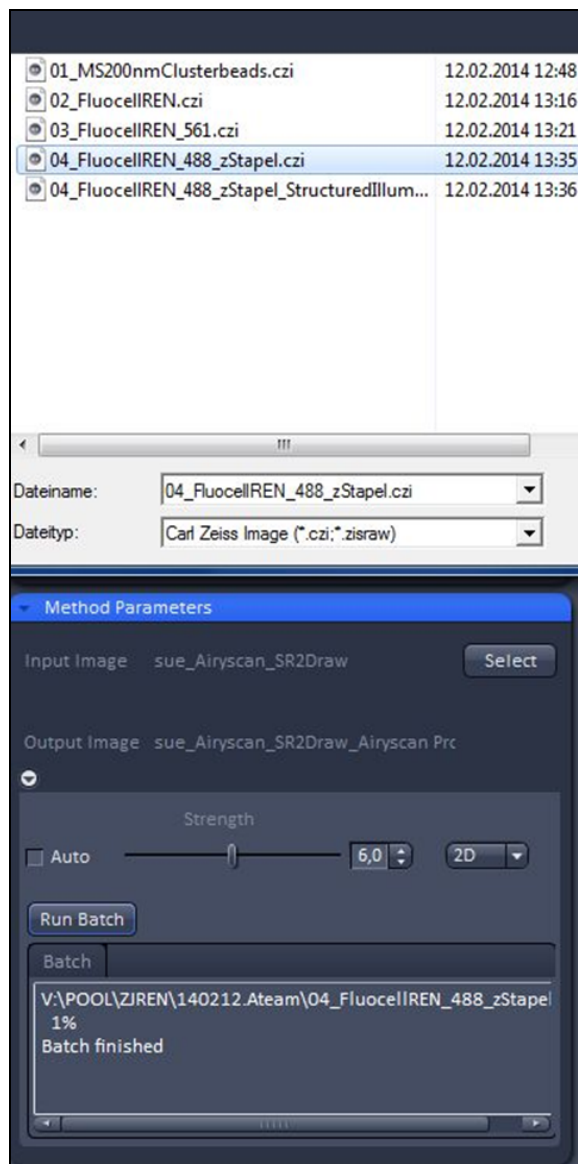 01_MS200nmClusterbeads.czi 12.02.2014 12:48
02_FluocellREN.czi 12.02.2014 13:16
03_FluocellREN_561.czi 12.02.2014 13:21
04_FluocellREN_488_zStapel.czi 12.02.2014 13:35
04_FluocellREN_488_zStapel_StructuredIllum... 12.02.2014 13:36
Dateiname: 04_FluocellREN_488_zStapel.czi
Dateityp: Carl Zeiss Image (*.czi;*.zisraw)
Method Parameters
Input Image sue_Airyscan_SR2Draw Select
Output Image sue_Airyscan_SR2Draw_Airyscan Prc
Strength
Auto 6,0 2D
Run Batch
Batch
V:\POOL\ZJREN\140212.Ateam\04_FluocellREN_488_zStapel
1%
Batch finished